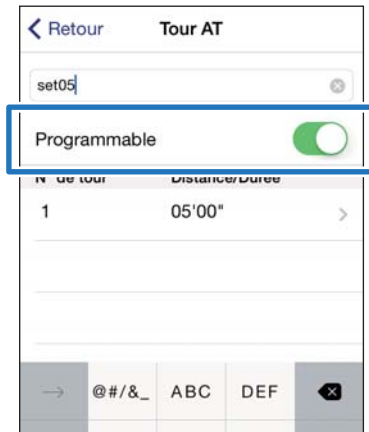 Retour Tour AT
set05
Programmable
N° de tour Distance/Durée
1 05'00"
@#/&_ ABC DEF